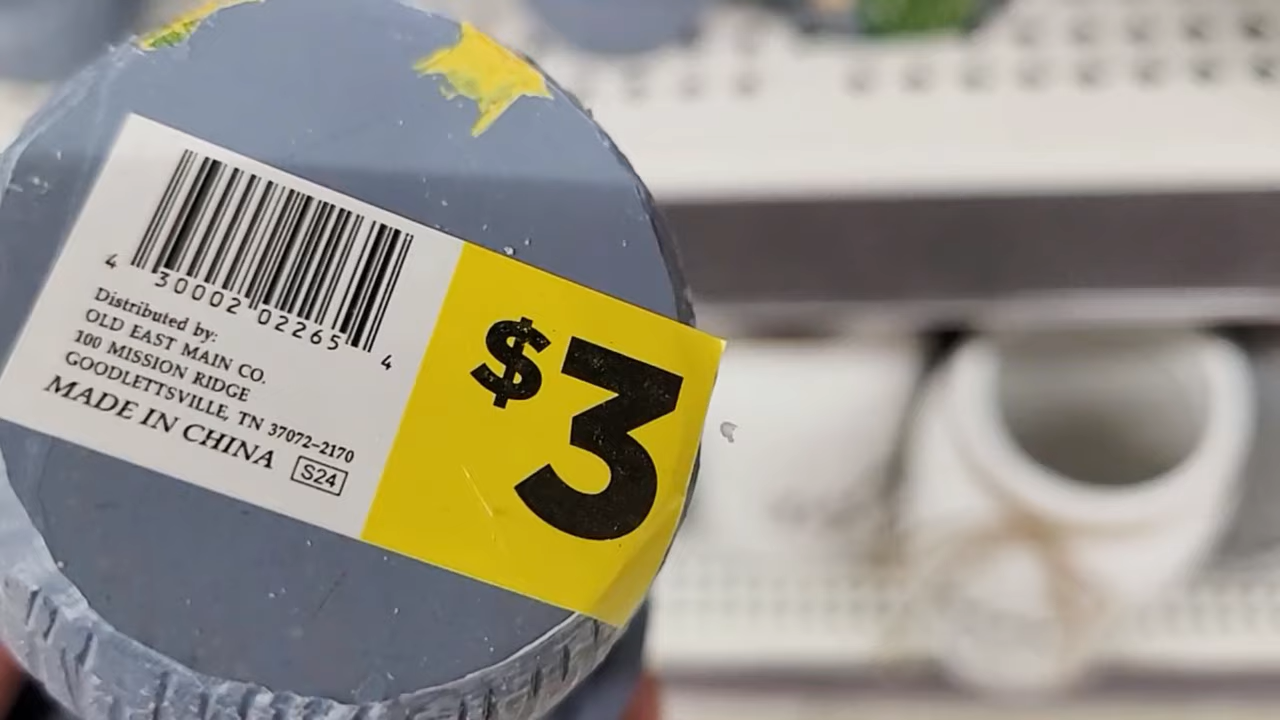 4 30002 02265 4
Distributed by:
OLD EAST MAIN CO.
100 MISSION RIDGE
GOODLETTSVILLE, TN 37072-2170
MADE IN CHINA S24
$3